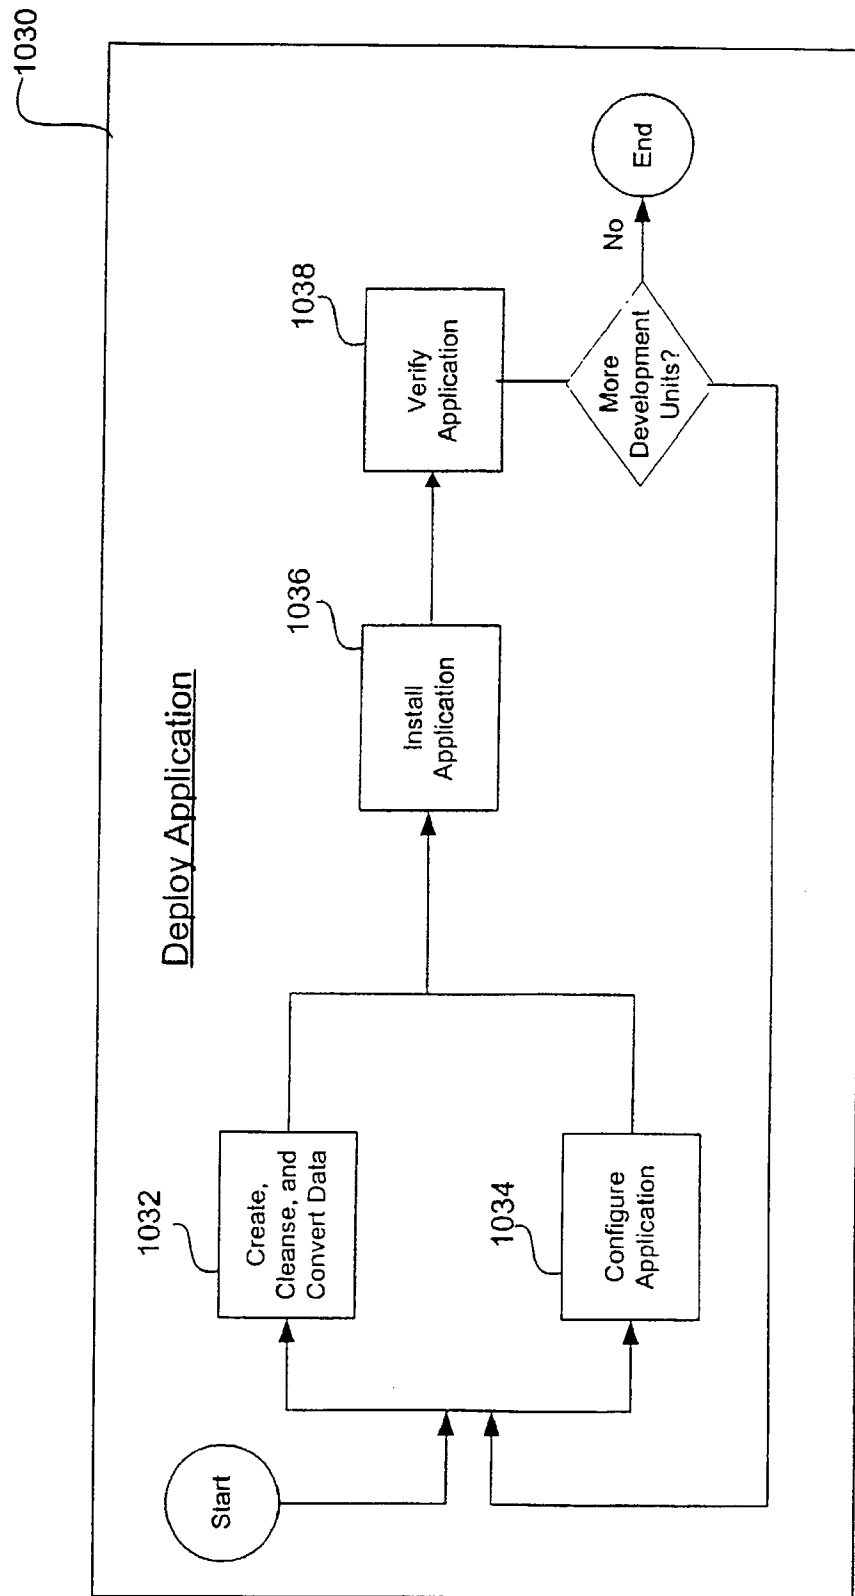 1030
Deploy Application
Start
1032
Create,
Cleanse, and
Convert Data
1034
Configure
Application
1036
Install
Application
1038
Verify
Application
More
Development
Units?
No
End